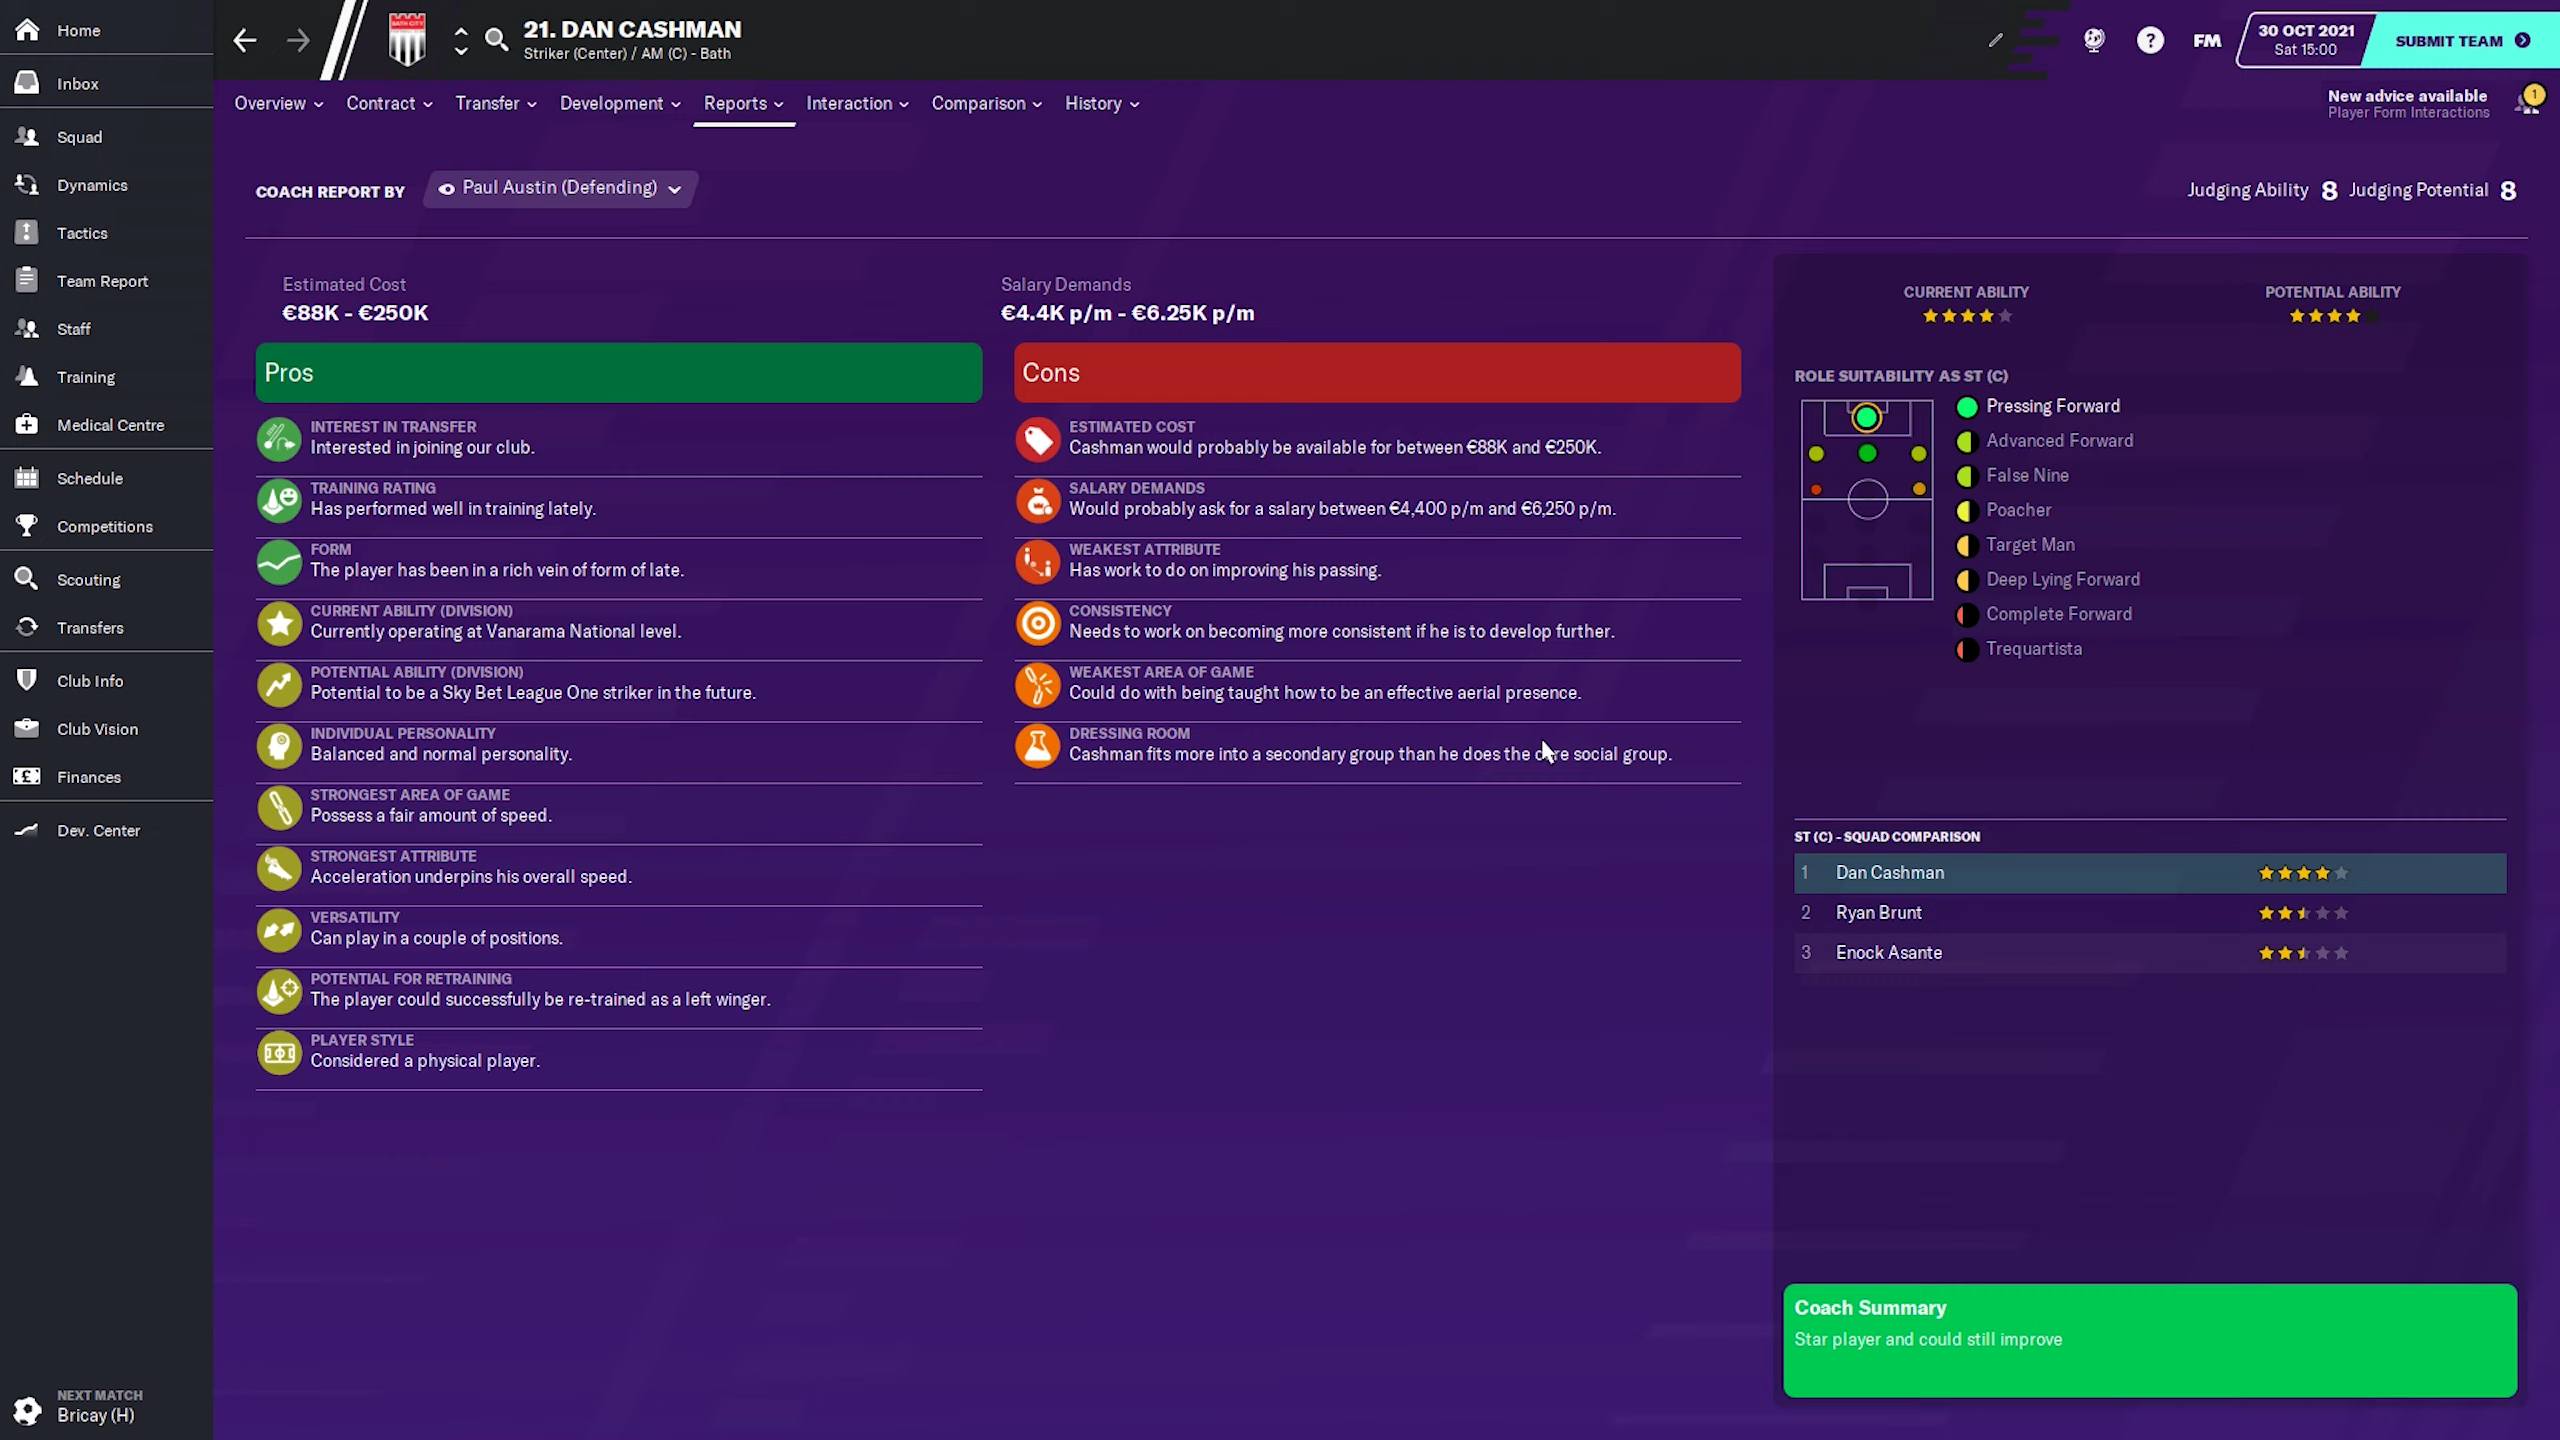 Home
Inbox
Squad
Dynamics
Tactics
Team Report
Staff
Training
Medical Centre
Schedule
Competitions
Scouting
Transfers
Club Info
Club Vision
Finances
Dev. Center
NEXT MATCH
Bricay (H)
BATH CITY
21. DAN CASHMAN
Striker (Center) / AM (C) - Bath
FM
30 OCT 2021
Sat 15:00
SUBMIT TEAM
Overview
Contract
Transfer
Development
Reports
Interaction
Comparison
History
New advice available
Player Form Interactions
1
COACH REPORT BY
Paul Austin (Defending)
Judging Ability 8 Judging Potential 8
Estimated Cost
€88K - €250K
Salary Demands
€4.4K p/m - €6.25K p/m
Pros
INTEREST IN TRANSFER
Interested in joining our club.
TRAINING RATING
Has performed well in training lately.
FORM
The player has been in a rich vein of form of late.
CURRENT ABILITY (DIVISION)
Currently operating at Vanarama National level.
POTENTIAL ABILITY (DIVISION)
Potential to be a Sky Bet League One striker in the future.
INDIVIDUAL PERSONALITY
Balanced and normal personality.
STRONGEST AREA OF GAME
Possess a fair amount of speed.
STRONGEST ATTRIBUTE
Acceleration underpins his overall speed.
VERSATILITY
Can play in a couple of positions.
POTENTIAL FOR RETRAINING
The player could successfully be re-trained as a left winger.
PLAYER STYLE
Considered a physical player.
Cons
ESTIMATED COST
Cashman would probably be available for between €88K and €250K.
SALARY DEMANDS
Would probably ask for a salary between €4,400 p/m and €6,250 p/m.
WEAKEST ATTRIBUTE
Has work to do on improving his passing.
CONSISTENCY
Needs to work on becoming more consistent if he is to develop further.
WEAKEST AREA OF GAME
Could do with being taught how to be an effective aerial presence.
DRESSING ROOM
Cashman fits more into a secondary group than he does the core social group.
CURRENT ABILITY
POTENTIAL ABILITY
ROLE SUITABILITY AS ST (C)
Pressing Forward
Advanced Forward
False Nine
Poacher
Target Man
Deep Lying Forward
Complete Forward
Trequartista
ST (C) - SQUAD COMPARISON
1 Dan Cashman
2 Ryan Brunt
3 Enock Asante
Coach Summary
Star player and could still improve